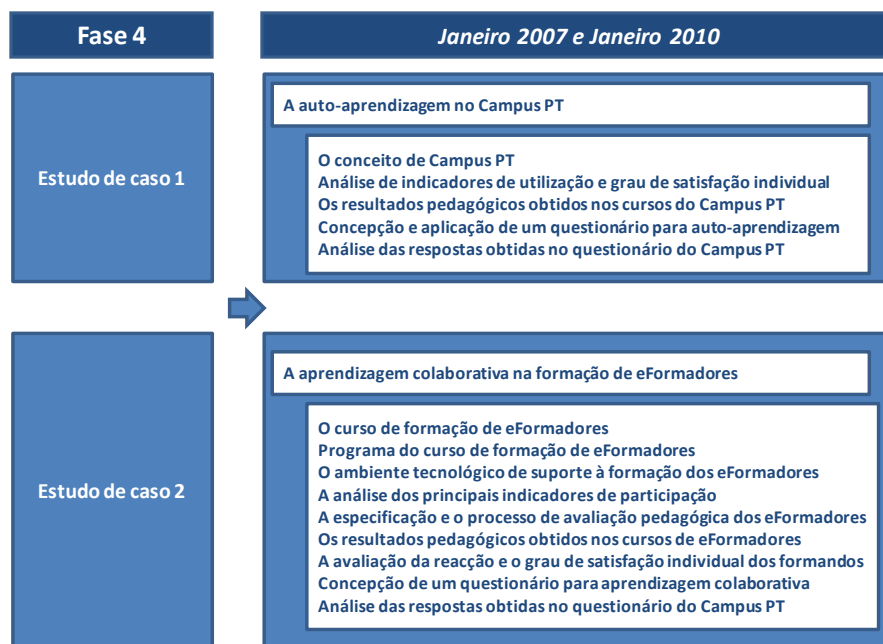 Fase 4
Janeiro 2007 e Janeiro 2010
Estudo de caso 1
A auto-aprendizagem no Campus PT
O conceito de Campus PT
Análise de indicadores de utilização e grau de satisfação individual
Os resultados pedagógicos obtidos nos cursos do Campus PT
Concepção e aplicação de um questionário para auto-aprendizagem
Análise das respostas obtidas no questionário do Campus PT
Estudo de caso 2
A aprendizagem colaborativa na formação de eFormadores
O curso de formação de eFormadores
Programa do curso de formação de eFormadores
O ambiente tecnológico de suporte à formação dos eFormadores
A análise dos principais indicadores de participação
A especificação e o processo de avaliação pedagógica dos eFormadores
Os resultados pedagógicos obtidos nos cursos de eFormadores
A avaliação da reacção e o grau de satisfação individual dos formandos
Concepção de um questionário para aprendizagem colaborativa
Análise das respostas obtidas no questionário do Campus PT